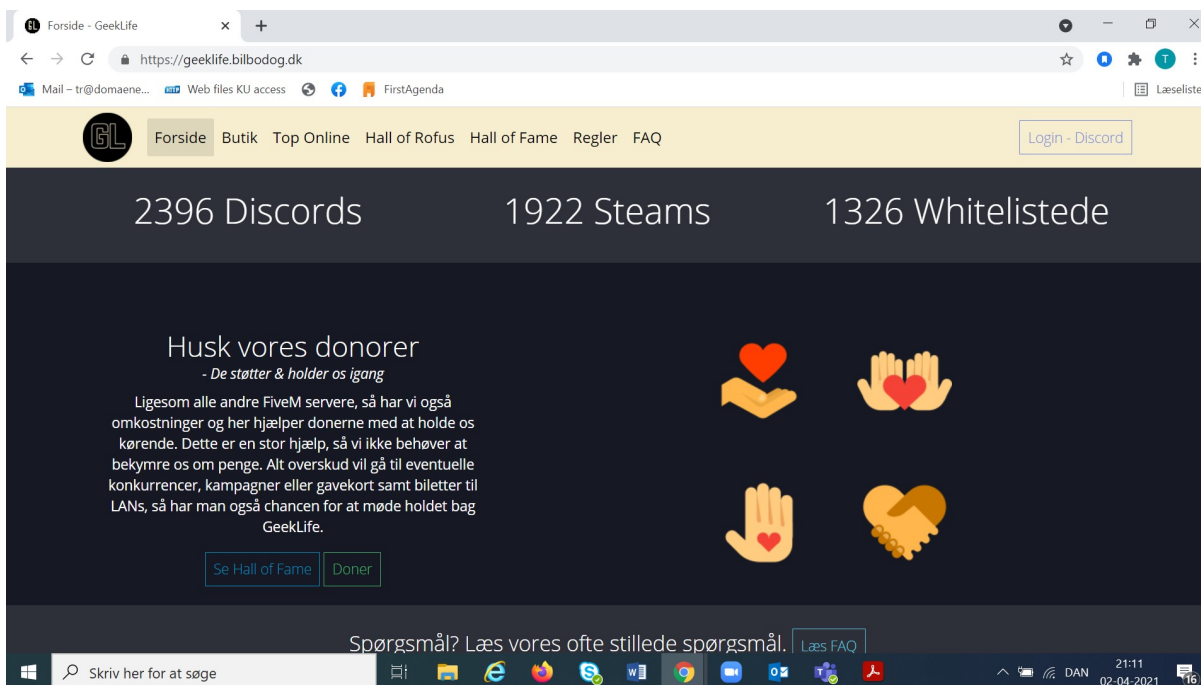 Forside - GeekLife
https://geeklife.bilbodog.dk
Mail – tr@domaene... Web files KU access FirstAgenda Læseliste
GL Forside Butik Top Online Hall of Rofus Hall of Fame Regler FAQ Login - Discord
2396 Discords 1922 Steams 1326 Whitelistede
Husk vores donorer
- De støtter & holder os igang
Ligesom alle andre FiveM servere, så har vi også
omkostninger og her hjælper donerne med at holde os
kørende. Dette er en stor hjælp, så vi ikke behøver at
bekymre os om penge. Alt overskud vil gå til eventuelle
konkurrencer, kampagner eller gavekort samt biletter til
LANs, så har man også chancen for at møde holdet bag
GeekLife.
Se Hall of Fame Doner
Spørgsmål? Læs vores ofte stillede spørgsmål. Læs FAQ
Skriv her for at søge DAN 21:11
02-04-2021 16